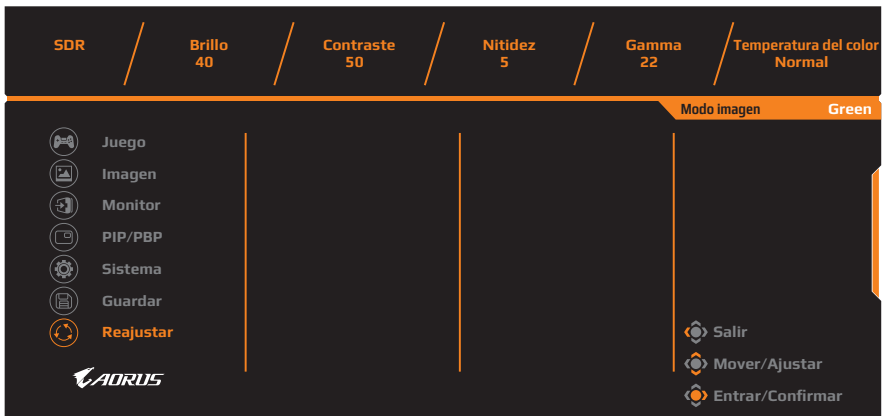 SDR
Brillo
40
Contraste
50
Nitidez
5
Gamma
22
Temperatura del color
Normal
Modo imagen Green
Juego
Imagen
Monitor
PIP/PBP
Sistema
Guardar
Reajustar
AORUS
Salir
Mover/Ajustar
Entrar/Confirmar